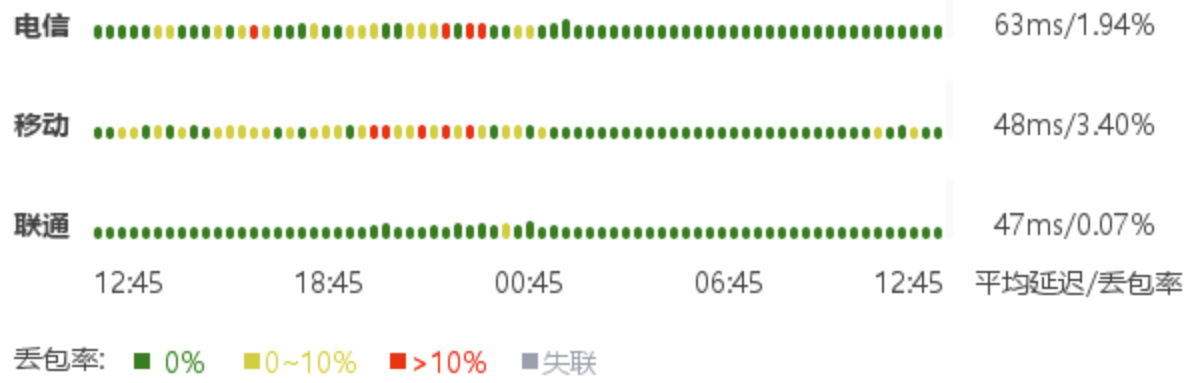 电信 63ms/1.94%
移动 48ms/3.40%
联通 47ms/0.07%
12:45 18:45 00:45 06:45 12:45 平均延迟/丢包率
丢包率: 0% 0~10% >10% 失联